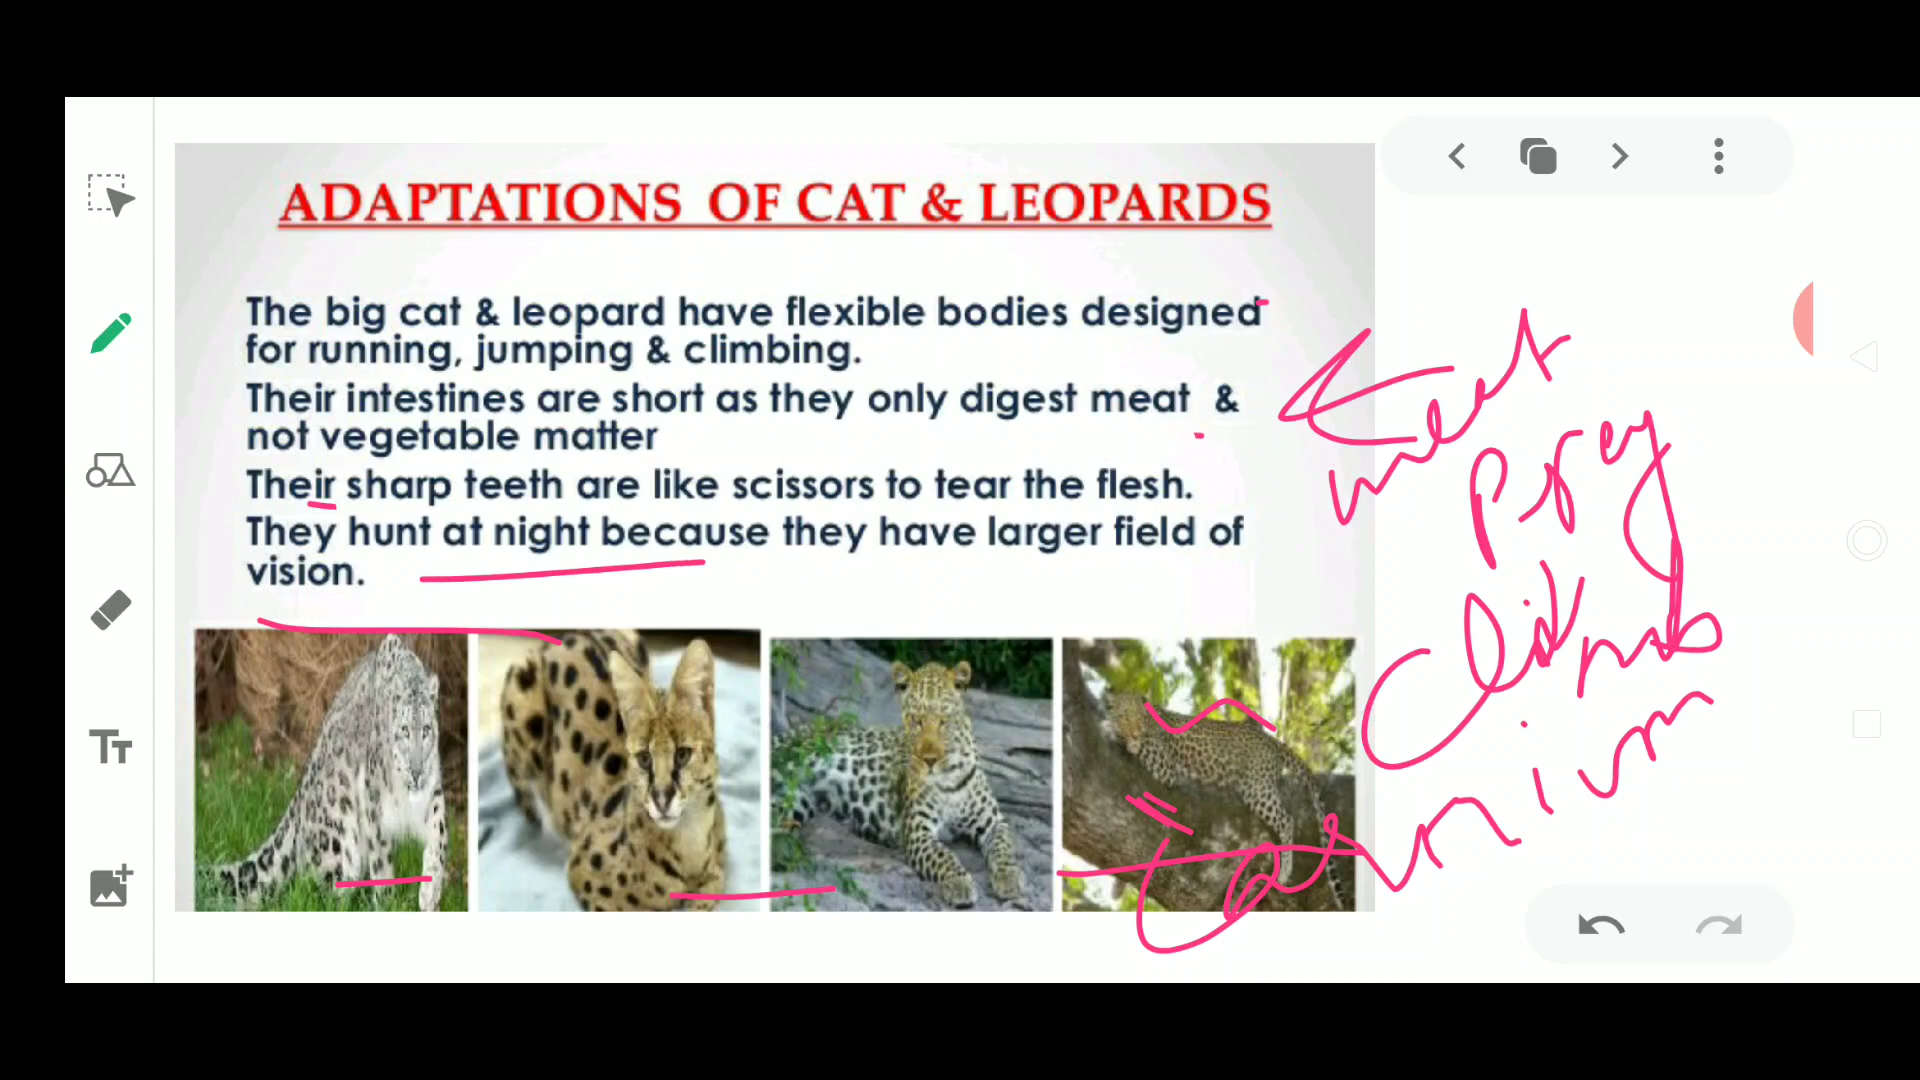 ADAPTATIONS OF CAT & LEOPARDS
The big cat & leopard have flexible bodies designed
for running, jumping & climbing.
Their intestines are short as they only digest meat &
not vegetable matter
Their sharp teeth are like scissors to tear the flesh.
They hunt at night because they have larger field of
vision.
meat
prey
Climb
TT